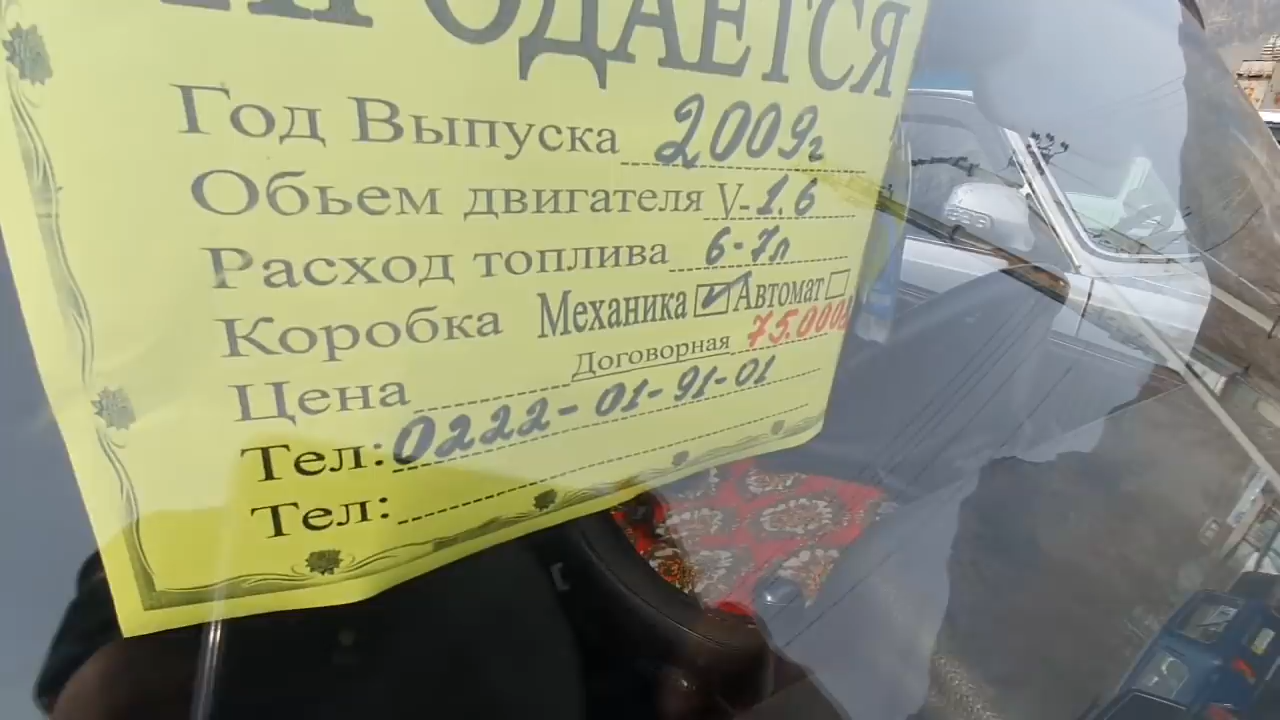 ПРОДАЕТСЯ
Год Выпуска 2009г
Обьем двигателя V-1.6
Расход топлива 6-7л
Коробка Механика Автомат
Цена Договорная 75.000
Тел: 0222-01-91-01
Тел: